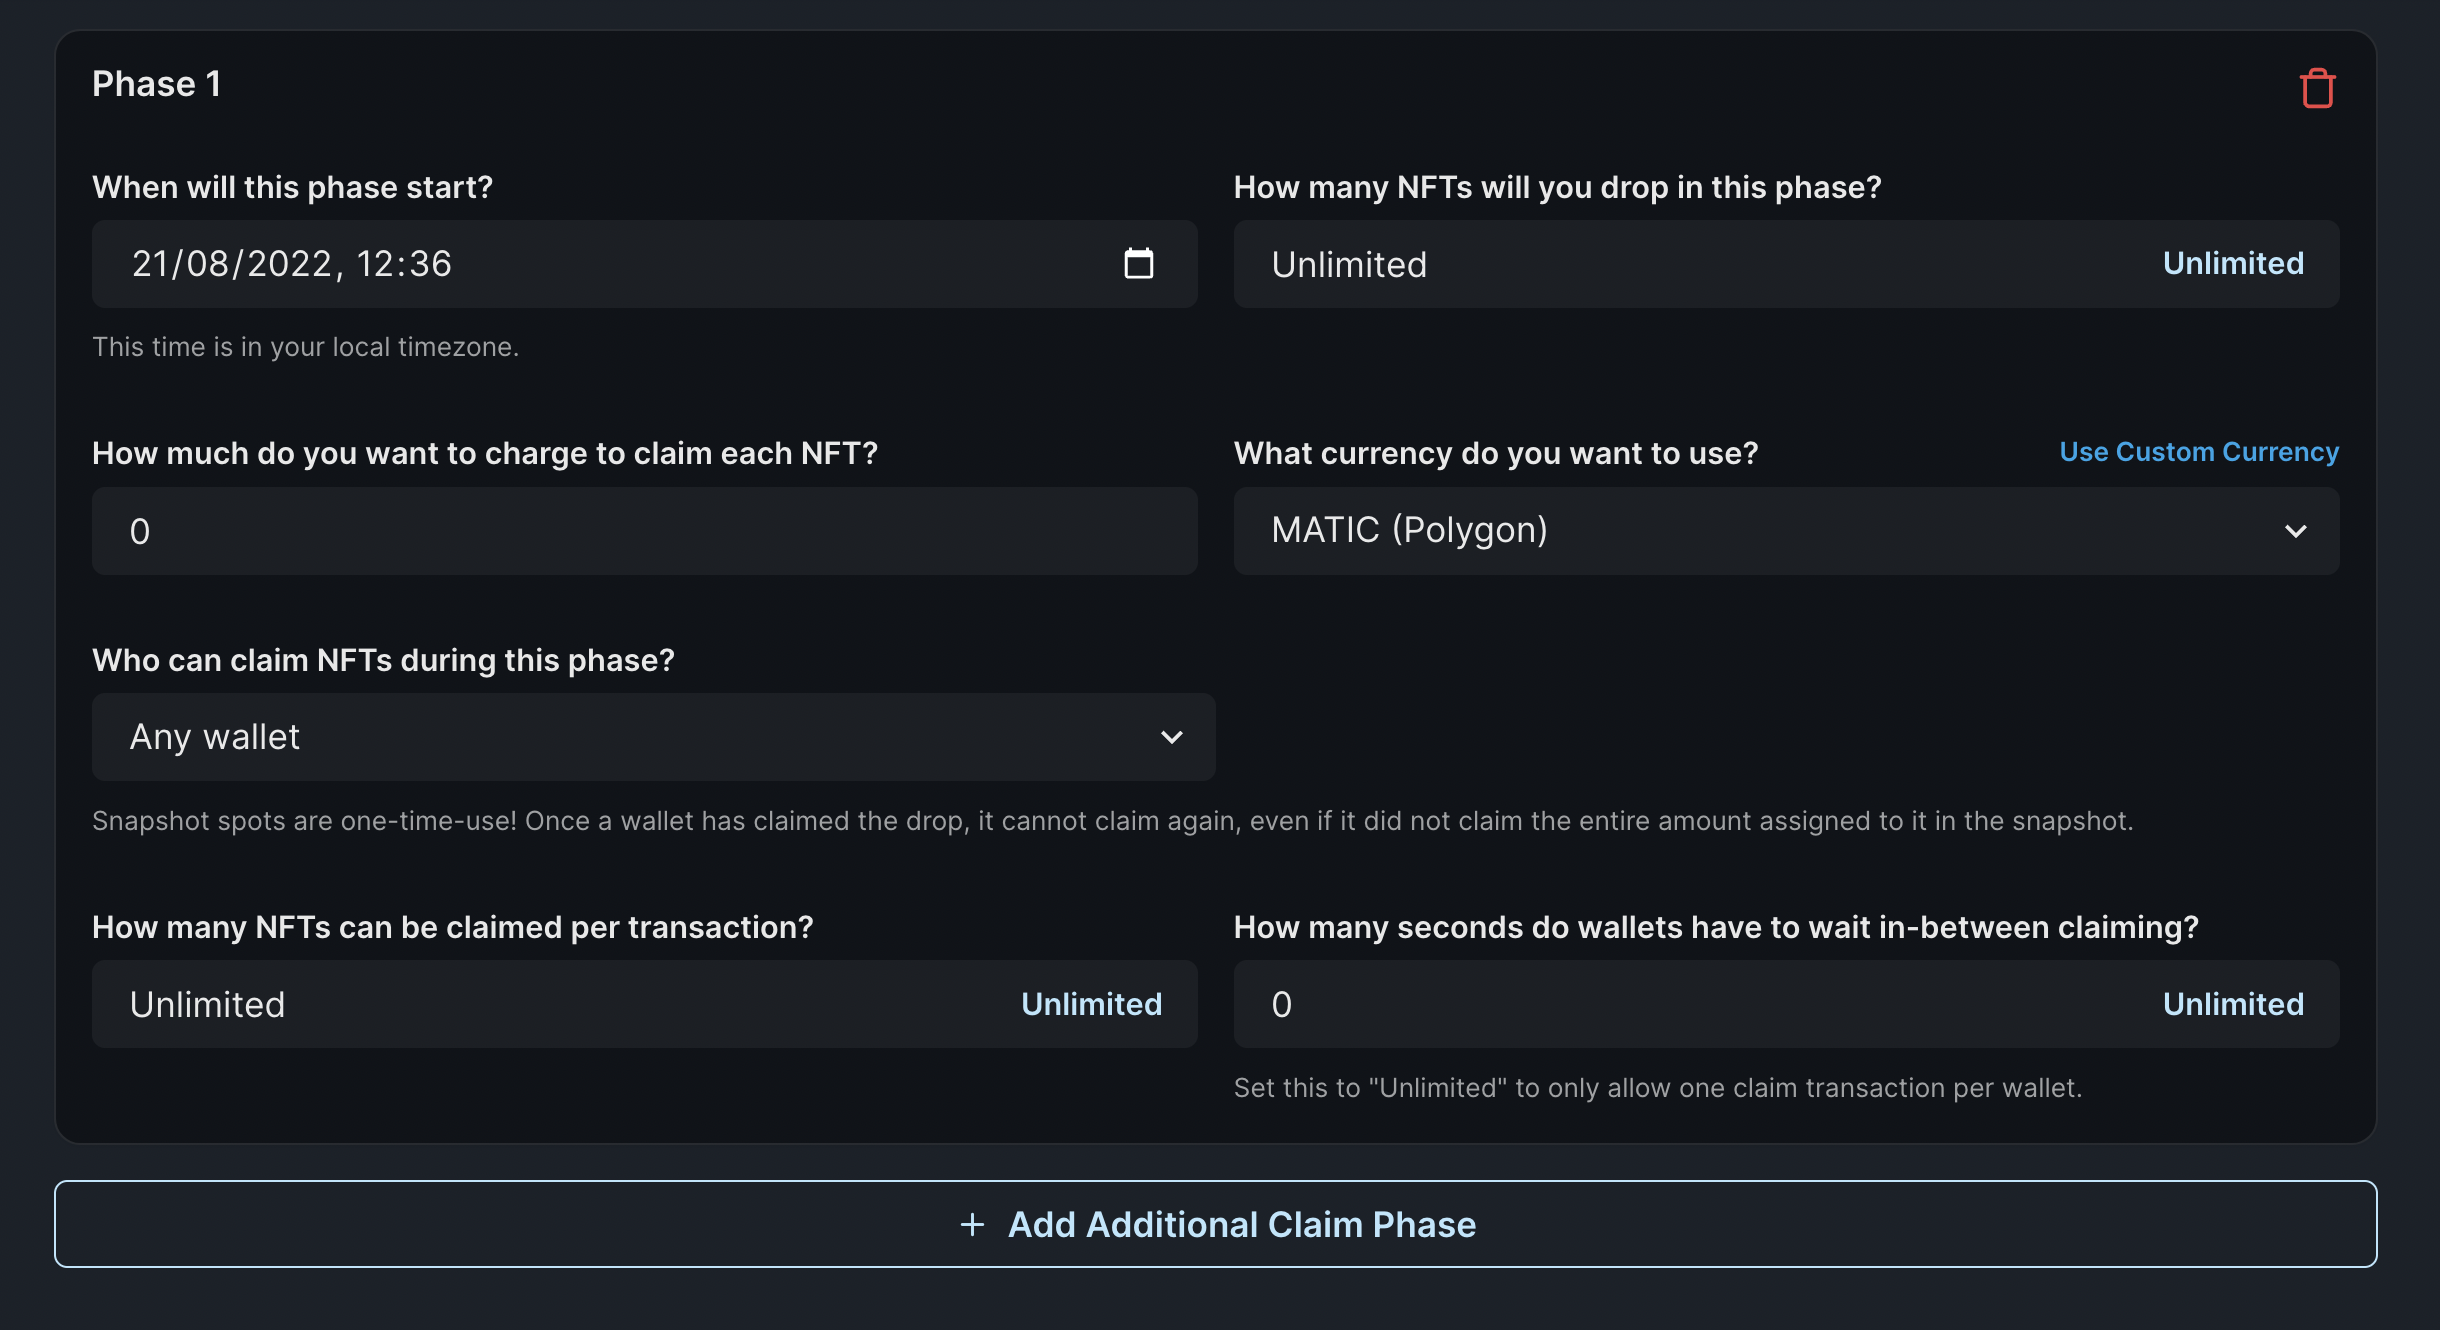 Phase 1
When will this phase start?
How many NFTs will you drop in this phase?
21/08/2022, 12:36
Unlimited
Unlimited
This time is in your local timezone.
How much do you want to charge to claim each NFT?
What currency do you want to use?
Use Custom Currency
0
MATIC (Polygon)
Who can claim NFTs during this phase?
Any wallet
Snapshot spots are one-time-use! Once a wallet has claimed the drop, it cannot claim again, even if it did not claim the entire amount assigned to it in the snapshot.
How many NFTs can be claimed per transaction?
How many seconds do wallets have to wait in-between claiming?
Unlimited
Unlimited
0
Unlimited
Set this to "Unlimited" to only allow one claim transaction per wallet.
+ Add Additional Claim Phase